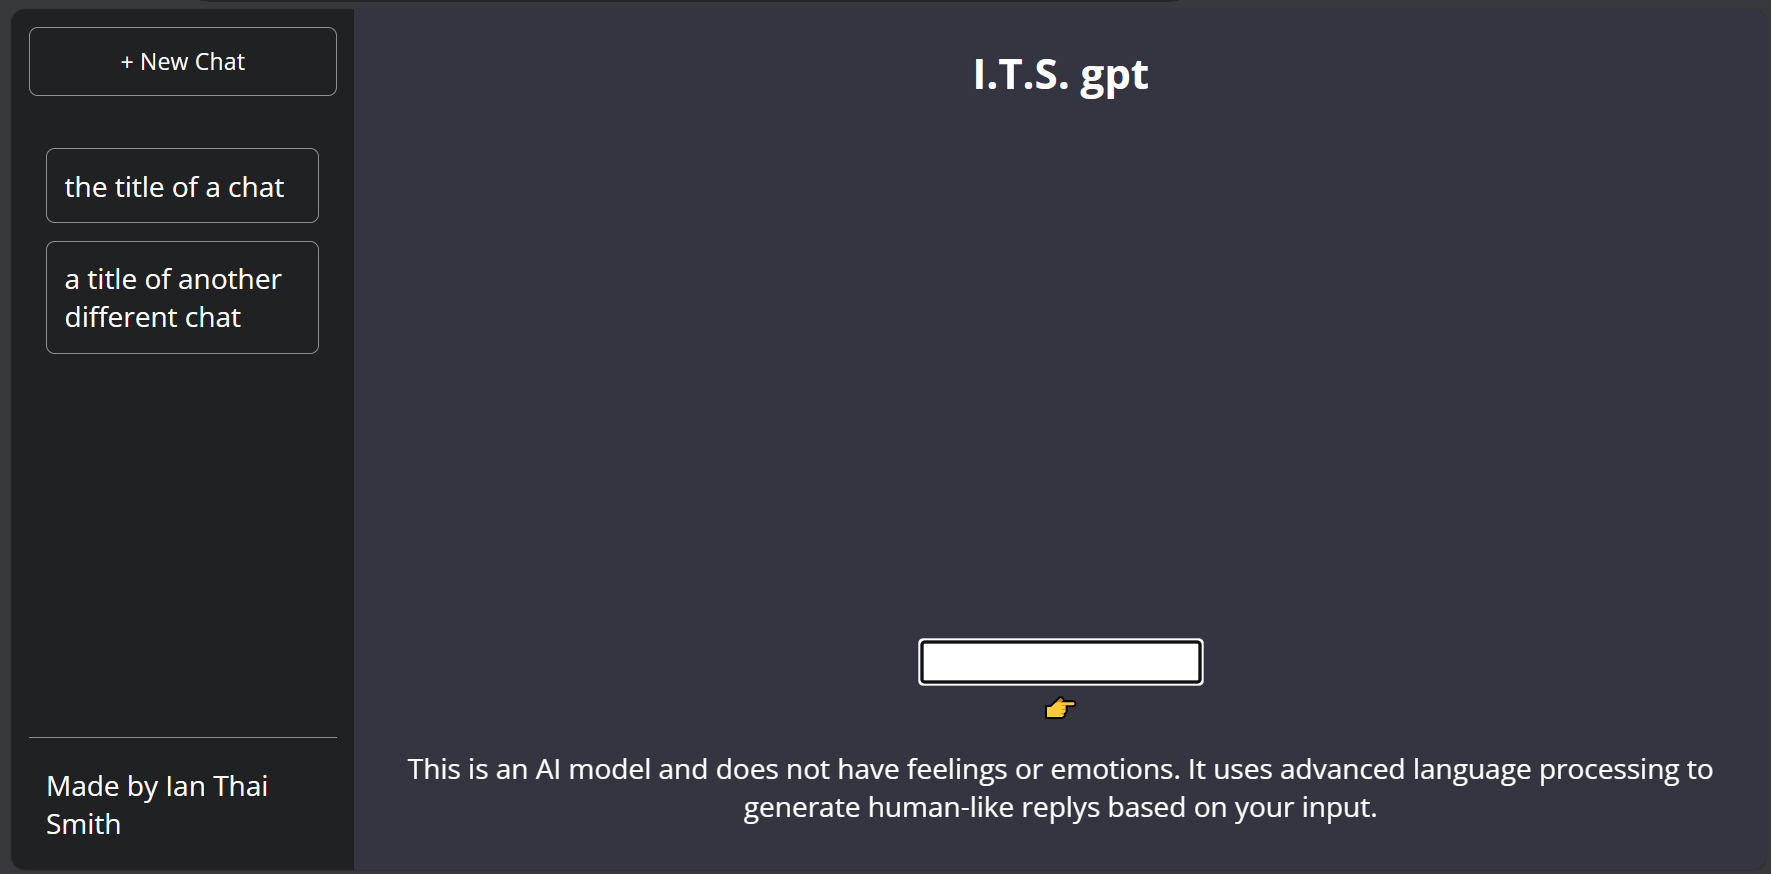 + New Chat
the title of a chat
a title of another
different chat
Made by Ian Thai
Smith
I.T.S. gpt
This is an AI model and does not have feelings or emotions. It uses advanced language processing to
generate human-like replys based on your input.